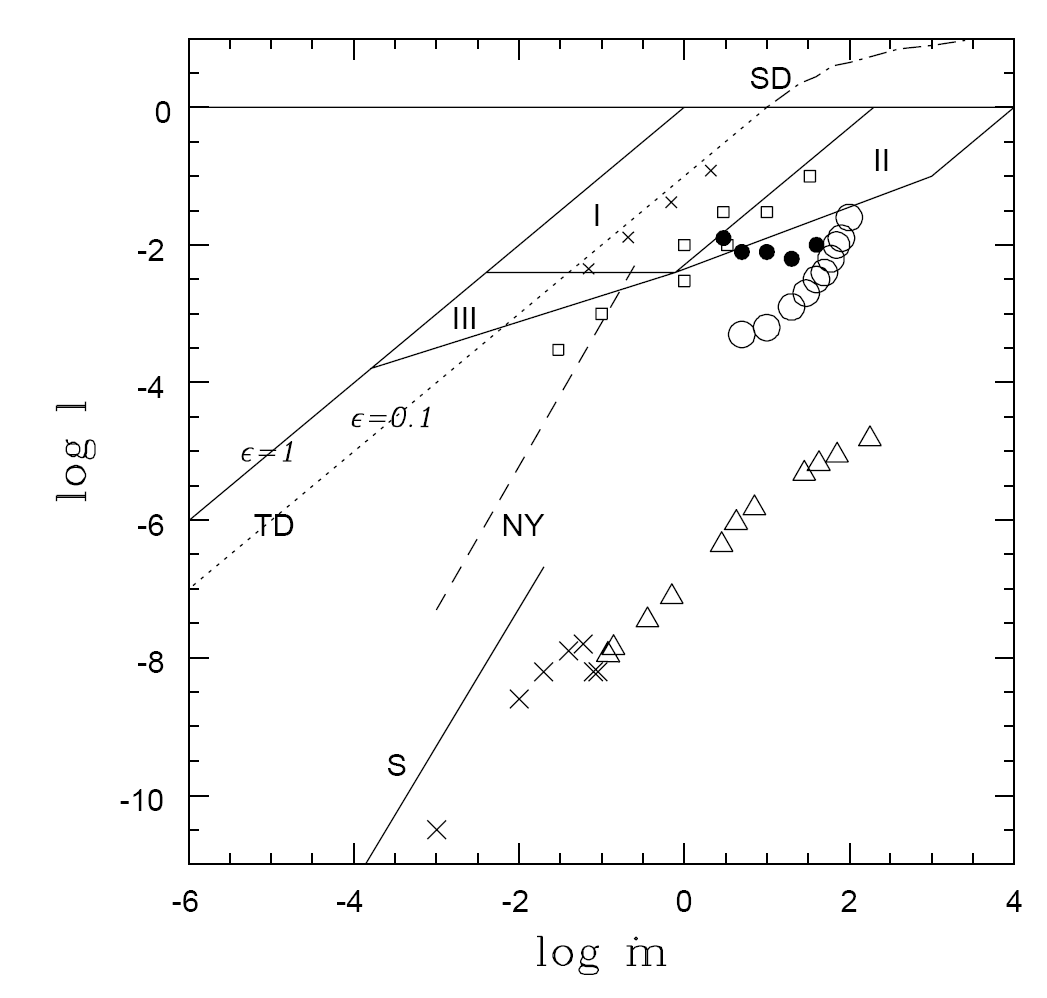 SD
0
II
I
-2
III
-4
ϵ=0.1
ϵ=1
log l
-6
TD
NY
-8
S
-10
-6 -4 -2 0 2 4
log ṁ